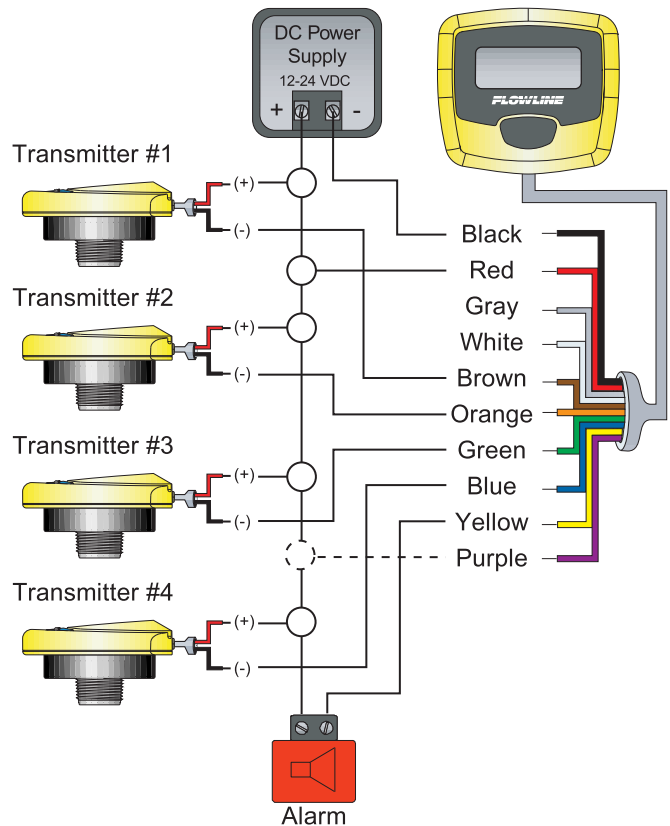 DC Power
Supply
12-24 VDC
+ -
FLOWLINE
Transmitter #1
(+)
(-)
Black
Red
Transmitter #2
Gray
(+)
White
(-)
Brown
Orange
Transmitter #3
Green
(+)
Blue
(-)
Yellow
Purple
Transmitter #4
(+)
(-)
Alarm